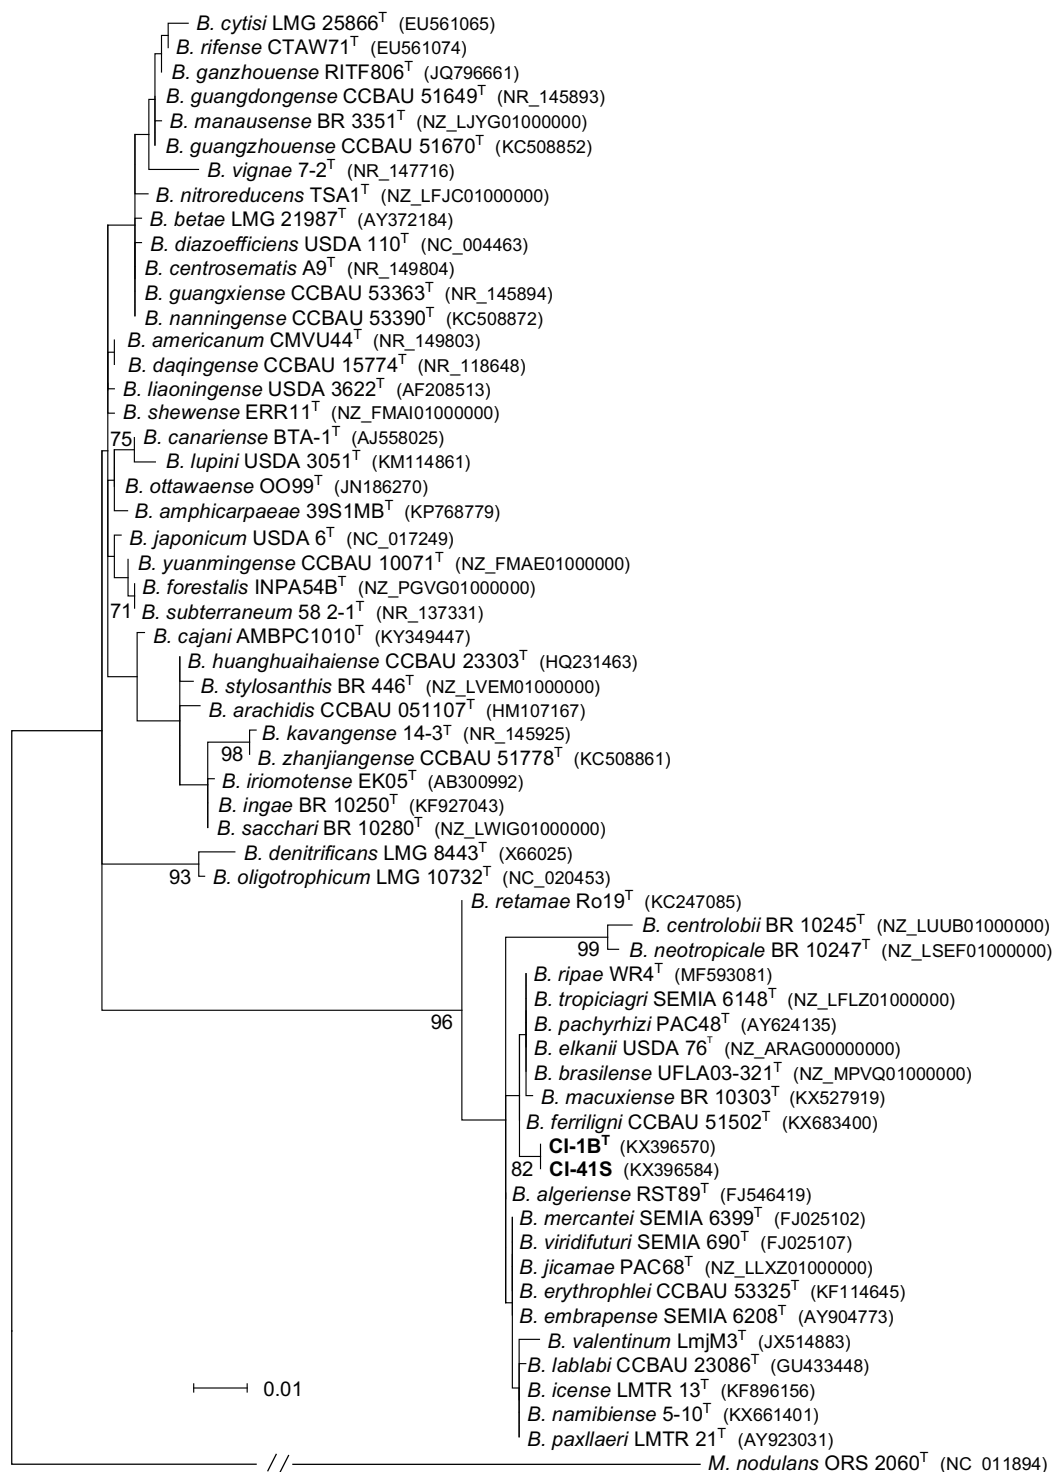 B. cytisi LMG 25866T (EU561065)
B. rifense CTAW71T (EU561074)
B. ganzhouense RITF806T (JQ796661)
B. guangdongense CCBAU 51649T (NR_145893)
B. manausense BR 3351T (NZ_LJYG01000000)
B. guangzhouense CCBAU 51670T (KC508852)
B. vignae 7-2T (NR_147716)
B. nitroreducens TSA1T (NZ_LFJC01000000)
B. betae LMG 21987T (AY372184)
B. diazoefficiens USDA 110T (NC_004463)
B. centrosematis A9T (NR_149804)
B. guangxiense CCBAU 53363T (NR_145894)
B. nanningense CCBAU 53390T (KC508872)
B. americanum CMVU44T (NR_149803)
B. daqingense CCBAU 15774T (NR_118648)
B. liaoningense USDA 3622T (AF208513)
B. shewense ERR11T (NZ_FMAI01000000)
75 B. canariense BTA-1T (AJ558025)
B. lupini USDA 3051T (KM114861)
B. ottawaense OO99T (JN186270)
B. amphicarpaeae 39S1MBT (KP768779)
B. japonicum USDA 6T (NC_017249)
B. yuanmingense CCBAU 10071T (NZ_FMAE01000000)
B. forestalis INPA54BT (NZ_PGVG01000000)
71 B. subterraneum 58 2-1T (NR_137331)
B. cajani AMBPC1010T (KY349447)
B. huanghuaihaiense CCBAU 23303T (HQ231463)
B. stylosanthis BR 446T (NZ_LVEM01000000)
B. arachidis CCBAU 051107T (HM107167)
B. kavangense 14-3T (NR_145925)
98 B. zhanjiangense CCBAU 51778T (KC508861)
B. iriomotense EK05T (AB300992)
B. ingae BR 10250T (KF927043)
B. sacchari BR 10280T (NZ_LWIG01000000)
B. denitrificans LMG 8443T (X66025)
93 B. oligotrophicum LMG 10732T (NC_020453)
B. retamae Ro19T (KC247085)
B. centrolobii BR 10245T (NZ_LUUB01000000)
99 B. neotropicale BR 10247T (NZ_LSEF01000000)
B. ripae WR4T (MF593081)
B. tropiciagri SEMIA 6148T (NZ_LFLZ01000000)
96 B. pachyrhizi PAC48T (AY624135)
B. elkanii USDA 76T (NZ_ARAG00000000)
B. brasilense UFLA03-321T (NZ_MPVQ01000000)
B. macuxiense BR 10303T (KX527919)
B. ferriligni CCBAU 51502T (KX683400)
CI-1BT (KX396570)
82 CI-41S (KX396584)
B. algeriense RST89T (FJ546419)
B. mercantei SEMIA 6399T (FJ025102)
B. viridifuturi SEMIA 690T (FJ025107)
B. jicamae PAC68T (NZ_LLXZ01000000)
B. erythrophlei CCBAU 53325T (KF114645)
B. embrapense SEMIA 6208T (AY904773)
B. valentinum LmjM3T (JX514883)
B. lablabi CCBAU 23086T (GU433448)
0.01 B. icense LMTR 13T (KF896156)
B. namibiense 5-10T (KX661401)
B. paxllaeri LMTR 21T (AY923031)
M. nodulans ORS 2060T (NC_011894)